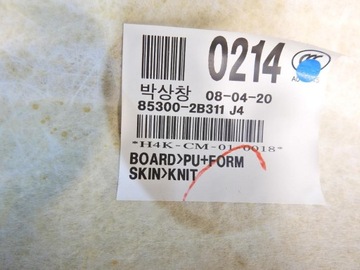 0214
박상창 08-04-20
85300-2B311 J4
*H4K-CM-01-0018*
BOARD>PU+FORM
SKIN>KNIT